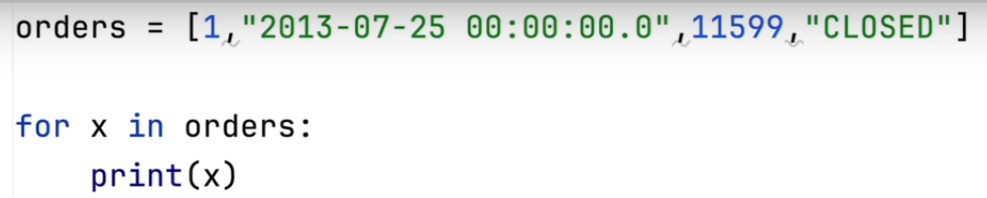 orders = [1,"2013-07-25 00:00:00.0",11599,"CLOSED"]
for x in orders:
    print(x)